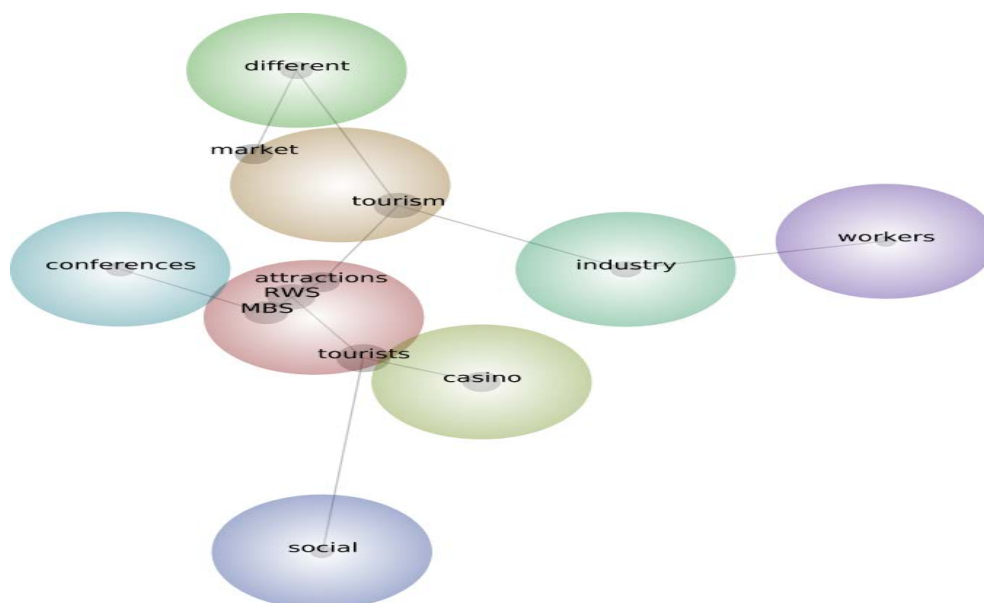 different
market
tourism
workers
conferences
industry
attractions
RWS
MBS
tourists
casino
social